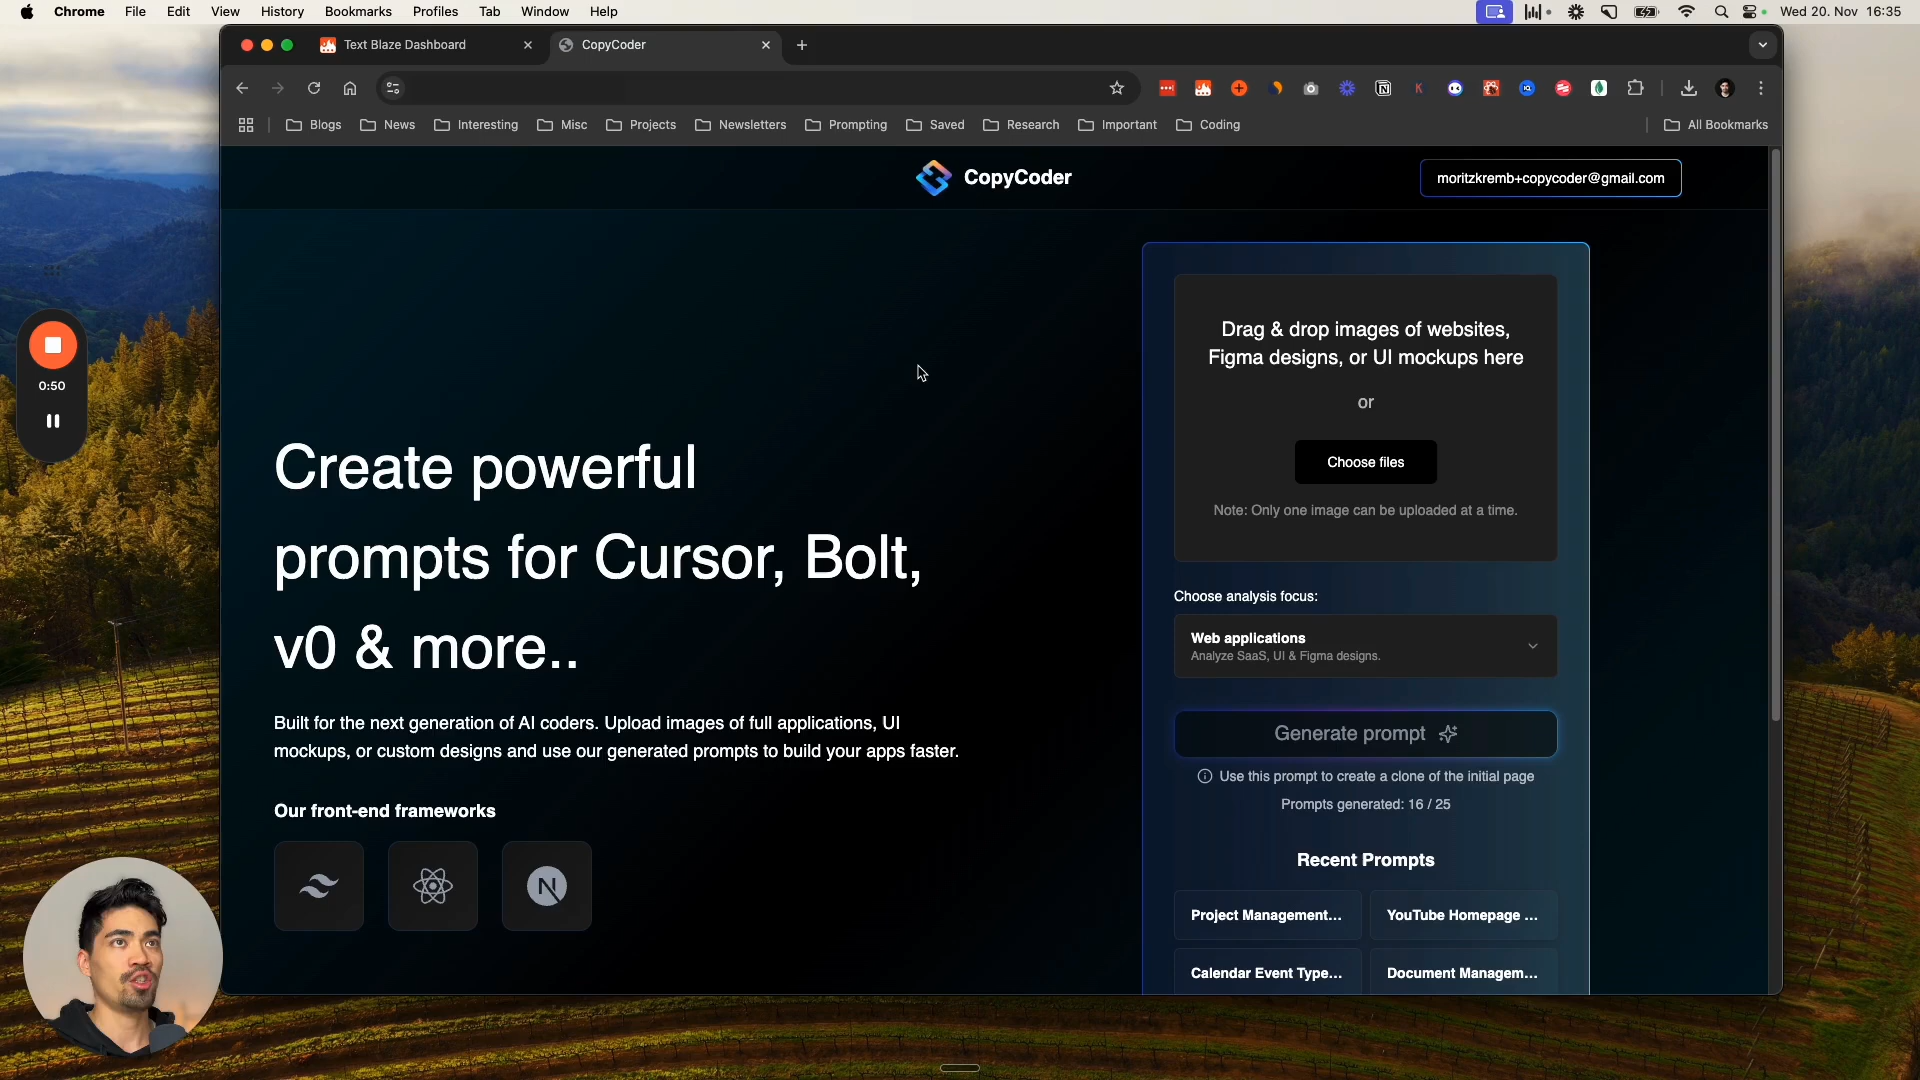 Chrome File Edit View History Bookmarks Profiles Tab Window Help
Wed 20. Nov 16:35
Text Blaze Dashboard
CopyCoder
Blogs
News
Interesting
Misc
Projects
Newsletters
Prompting
Saved
Research
Important
Coding
All Bookmarks
CopyCoder
moritzkremb+copycoder@gmail.com
0:50
Create powerful
prompts for Cursor, Bolt,
v0 & more..
Built for the next generation of AI coders. Upload images of full applications, UI
mockups, or custom designs and use our generated prompts to build your apps faster.
Our front-end frameworks
N
Drag & drop images of websites,
Figma designs, or UI mockups here
or
Choose files
Note: Only one image can be uploaded at a time.
Choose analysis focus:
Web applications
Analyze SaaS, UI & Figma designs.
Generate prompt
Use this prompt to create a clone of the initial page
Prompts generated: 16 / 25
Recent Prompts
Project Management...
YouTube Homepage ...
Calendar Event Type...
Document Managem...